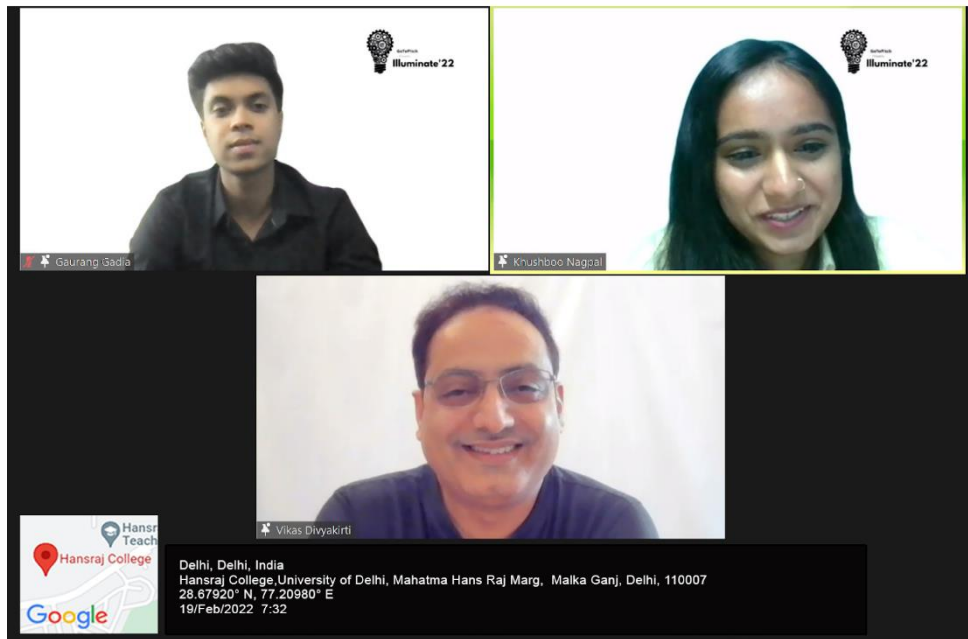 Illuminate'22
Illuminate'22
Gaurang Gadia
Khushboo Nagpal
Vikas Divyakirti
Hansr
Teach
Hansraj College
Google
Delhi, Delhi, India
Hansraj College,University of Delhi, Mahatma Hans Raj Marg, Malka Ganj, Delhi, 110007
28.67920° N, 77.20980° E
19/Feb/2022 7:32